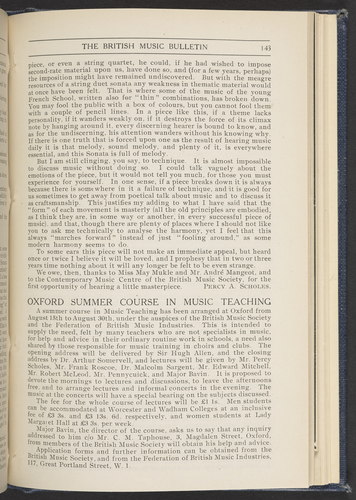 THE BRITISH MUSIC BULLETIN 143
piece, or even a string quartet, he could, if he had wished to impose
second-rate material upon us, have done so, and (for a few years, perhaps)
the imposition might have remained undiscovered. But with the meagre
resources of a string duet sonata any weakness in thematic material would
at once have been felt. That is where some of the music of the young
French School, written also for "thin" combinations, has broken down.
You may fool the public with a box of colours, but you cannot fool them
with a couple of pencil lines. In a piece like this, if a theme lacks
personality, if it wanders weakly on, if it destroys the force of its climax
note by hanging around it, every discerning hearer is bound to know, and
as for the undiscerning, his attention wanders without his knowing why.
If there is one truth that is forced upon one as the result of hearing music
daily it is that melody, sound melody, and plenty of it, is everywhere
essential, and this Sonata is full of melody.
But I am still clinging, you say, to technique. It is almost impossible
to discuss music without doing so. I could talk vaguely about the
emotions of the piece, but it would not tell you much, for those you must
experience for yourself. In one sense, if a piece breaks down it is always
because there is somewhere in it a failure of technique, and it is good for
us sometimes to get away from poetical talk about music and to discuss it
as craftsmanship. This justifies my adding to what I have said that the
"form" of each movement is masterly (all the old principles are embodied,
as I think they are, in some way or another, in every successful piece of
music), and that, though there are plenty of places where I should not like
you to ask me technically to analyse the harmony, yet I feel that this
always "marches forward" instead of just "fooling around," as some
modern harmony seems to do.
To some ears this piece will not make an immediate appeal, but heard
once or twice I believe it will be loved, and I prophesy that in two or three
years time nothing about it will any longer be felt to be even strange.
We owe, then, thanks to Miss May Mukle and Mr. André Mangeot, and
to the Contemporary Music Centre of the British Music Society, for the
first opportunity of hearing a little masterpiece. PERCY A. SCHOLES.
OXFORD SUMMER COURSE IN MUSIC TEACHING
A summer course in Music Teaching has been arranged at Oxford from
August 18th to August 30th, under the auspices of the British Music Society
and the Federation of British Music Industries. This is intended to
supply the need, felt by many teachers who are not specialists in music,
for help and advice in their ordinary routine work in schools, a need also
shared by those responsible for music training in choirs and clubs. The
opening address will be delivered by Sir Hugh Allen, and the closing
address by Dr. Arthur Somervell, and lectures will be given by Mr. Percy
Scholes, Mr. Frank Roscoe, Dr. Malcolm Sargent, Mr. Edward Mitchell,
Mr. Robert McLeod, Mr. Pennycuick, and Major Bavin. It is proposed to
devote the mornings to lectures and discussions, to leave the afternoons
free, and to arrange lectures and informal concerts in the evening. The
music at the concerts will have a special bearing on the subjects discussed.
The fee for the whole course of lectures will be £1 1s. Men students
can be accommodated at Worcester and Wadham Colleges at an inclusive
fee of £3 3s. and £3 13s. 6d. respectively, and women students at Lady
Margaret Hall at £3 3s. per week.
Major Bavin, the director of the course, asks us to say that any inquiry
addressed to him c/o Mr. C. M. Taphouse, 3, Magdalen Street, Oxford,
from members of the British Music Society will obtain his help and advice.
Application forms and further information can be obtained from the
British Music Society, and from the Federation of British Music Industries,
117, Great Portland Street, W. 1.